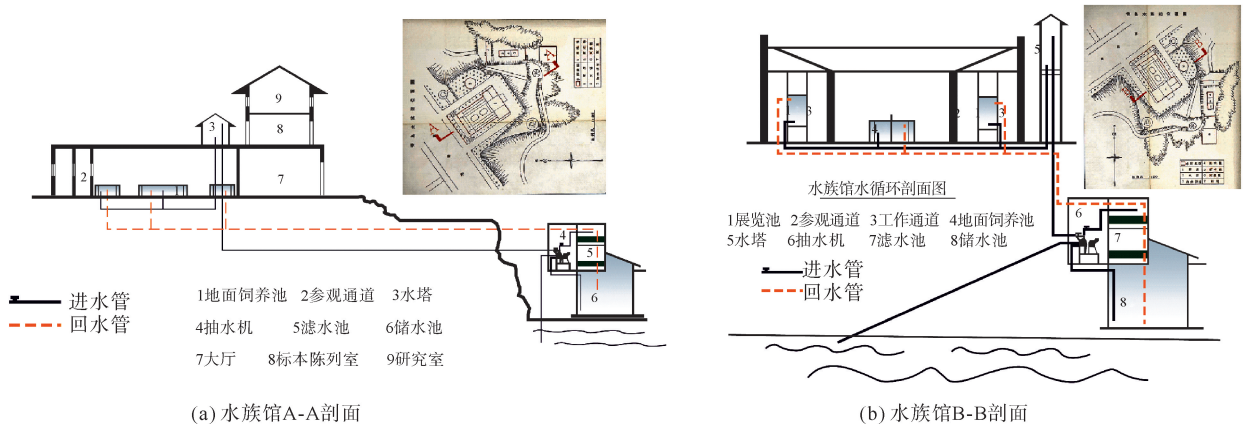 9
3
8
2
7
4
5
6
进水管
回水管
1地面饲养池 2参观通道 3水塔
4抽水机 5滤水池 6储水池
7大厅 8标本陈列室 9研究室
(a) 水族馆A-A剖面
5
3
4
2
3
水族馆水循环剖面图
1展览池 2参观通道 3工作通道 4地面饲养池
5水塔 6抽水机 7滤水池 8储水池
进水管
回水管
6
7
8
(b) 水族馆B-B剖面